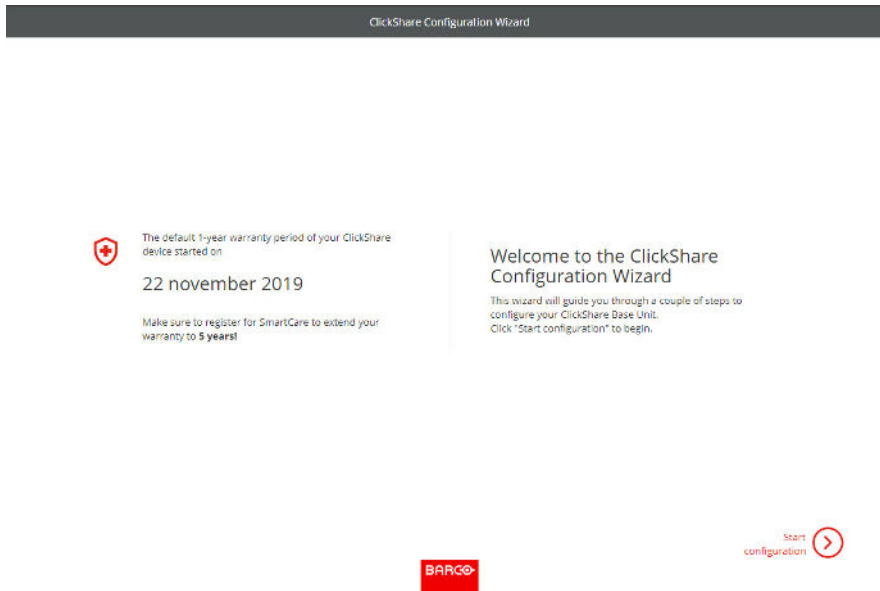 ClickShare Configuration Wizard
The default 1-year warranty period of your ClickShare
device started on
22 november 2019
Make sure to register for SmartCare to extend your
warranty to 5 years!
Welcome to the ClickShare
Configuration Wizard
This wizard will guide you through a couple of steps to
configure your ClickShare Base Unit.
Click "Start configuration" to begin.
Start
configuration
BARCO